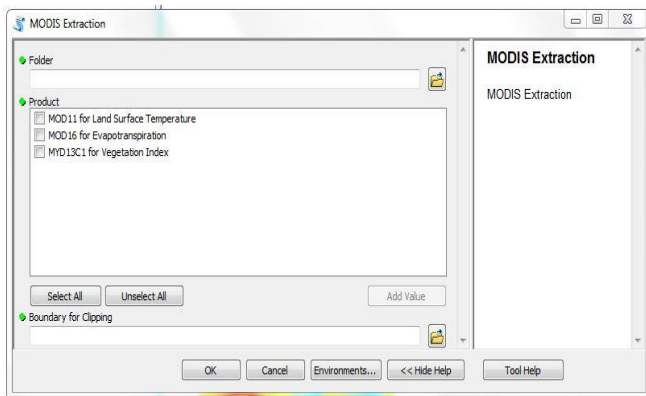 MODIS Extraction
Folder
Product
MOD11 for Land Surface Temperature
MOD16 for Evapotranspiration
MYD13C1 for Vegetation Index
Select All
Unselect All
Add Value
Boundary for Clipping
OK
Cancel
Environments...
<< Hide Help
MODIS Extraction
MODIS Extraction
Tool Help